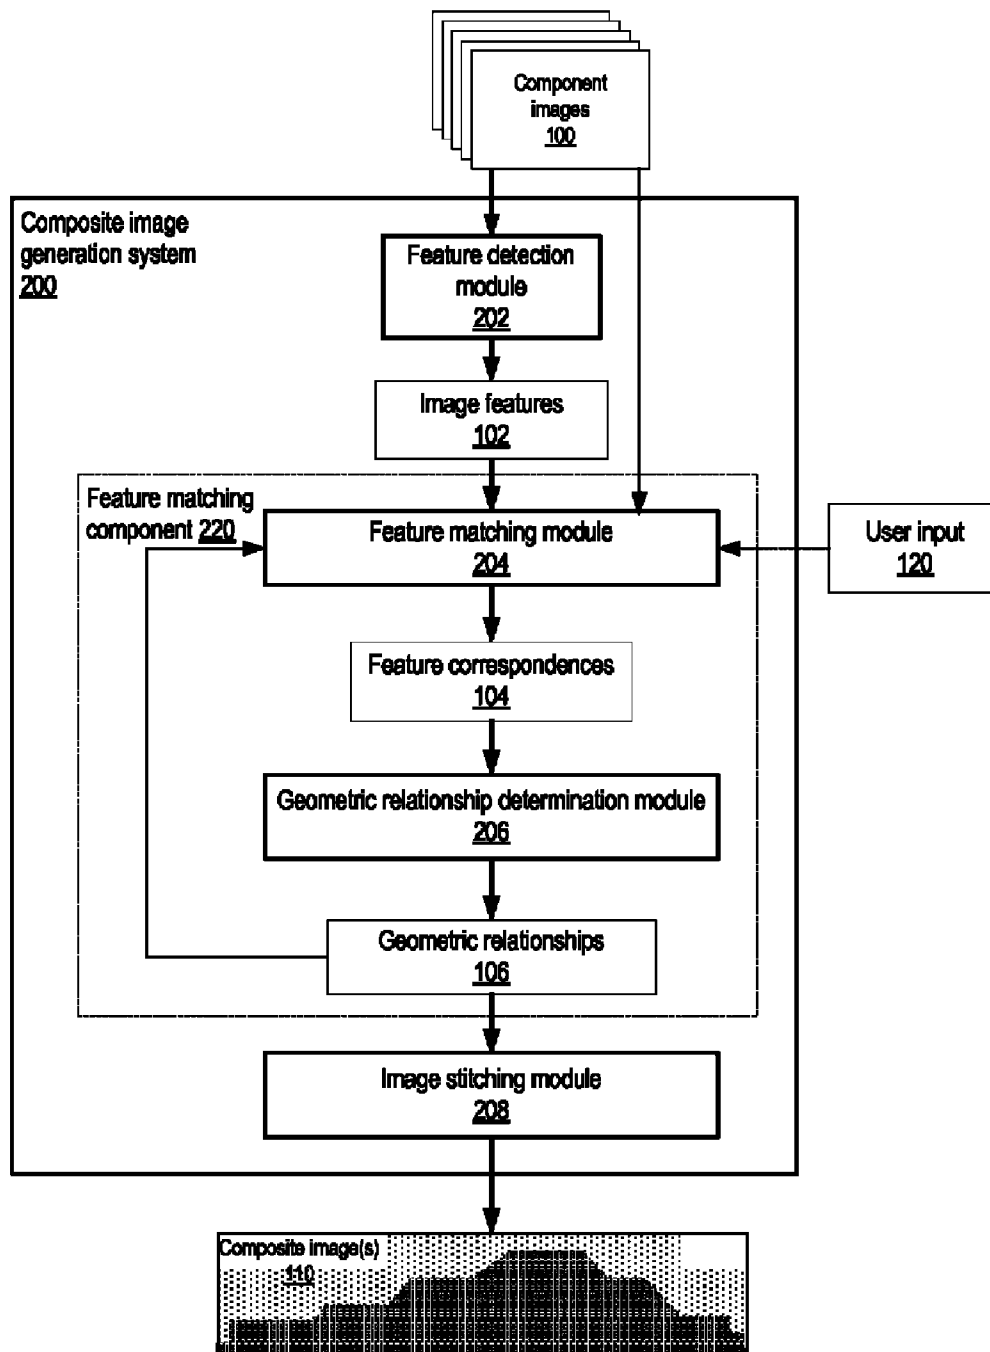 Component
images
100
Composite image
generation system
200
Feature detection
module
202
Image features
102
Feature matching
component 220
Feature matching module
204
User input
120
Feature correspondences
104
Geometric relationship determination module
206
Geometric relationships
106
Image stitching module
208
Composite image(s)
110